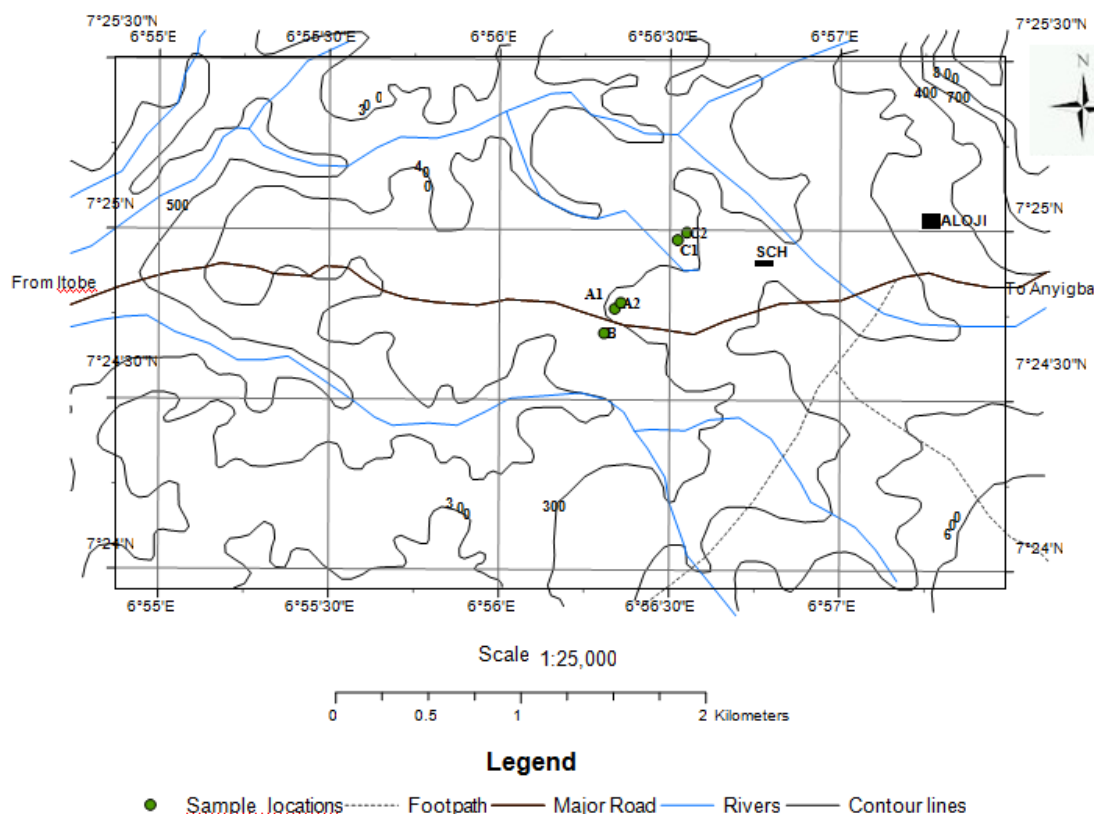 7°25'30"N 7°25'30"N
6°55'E 6°55'30"E 6°56'E 6°56'30"E 6°57'E
N
300
800
400 700
400
500
7°25'N 7°25'N
ALOJI
C2
C1
SCH
From Itobe
To Anyigba
A1
A2
B
7°24'30"N 7°24'30"N
300
300
600
7°24'N 7°24'N
6°55'E 6°55'30"E 6°56'E 6°56'30"E 6°57'E
Scale 1:25,000
0 0.5 1 2 Kilometers
Legend
Sample locations Footpath Major Road Rivers Contour lines